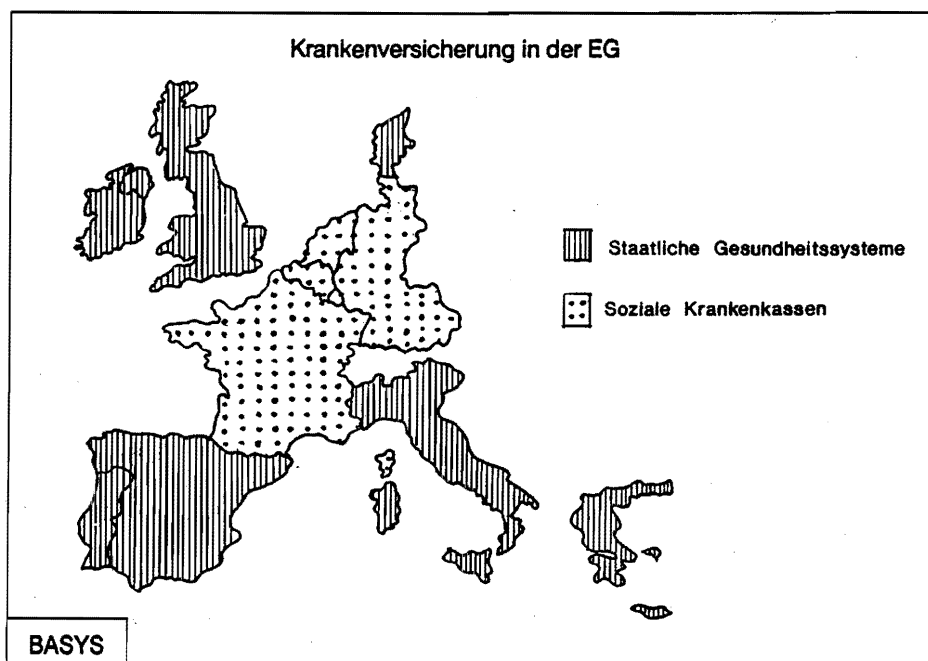 Krankenversicherung in der EG
Staatliche Gesundheitssysteme
Soziale Krankenkassen
BASYS